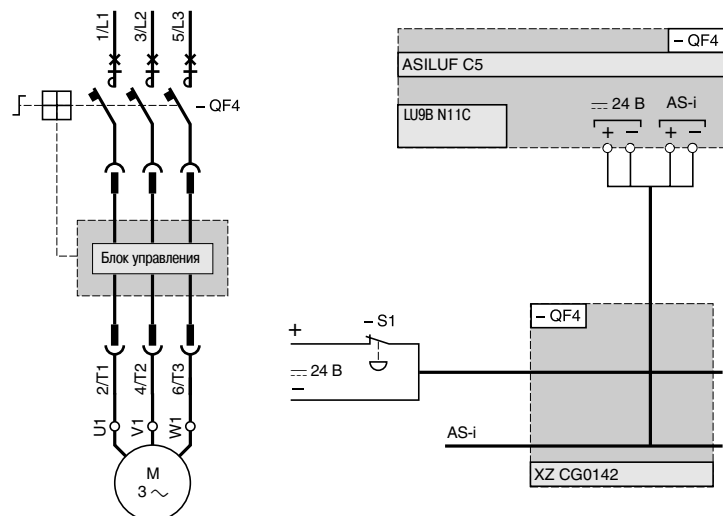 1/L1 3/L2 5/L3
– QF4
Блок управления
2/T1 4/T2 6/T3
U1 V1 W1
M
3 ~
– QF4
ASILUF C5
LU9B N11C
24 В AS-i
+ – + –
– S1
+
24 В
–
– QF4
AS-i
XZ CG0142